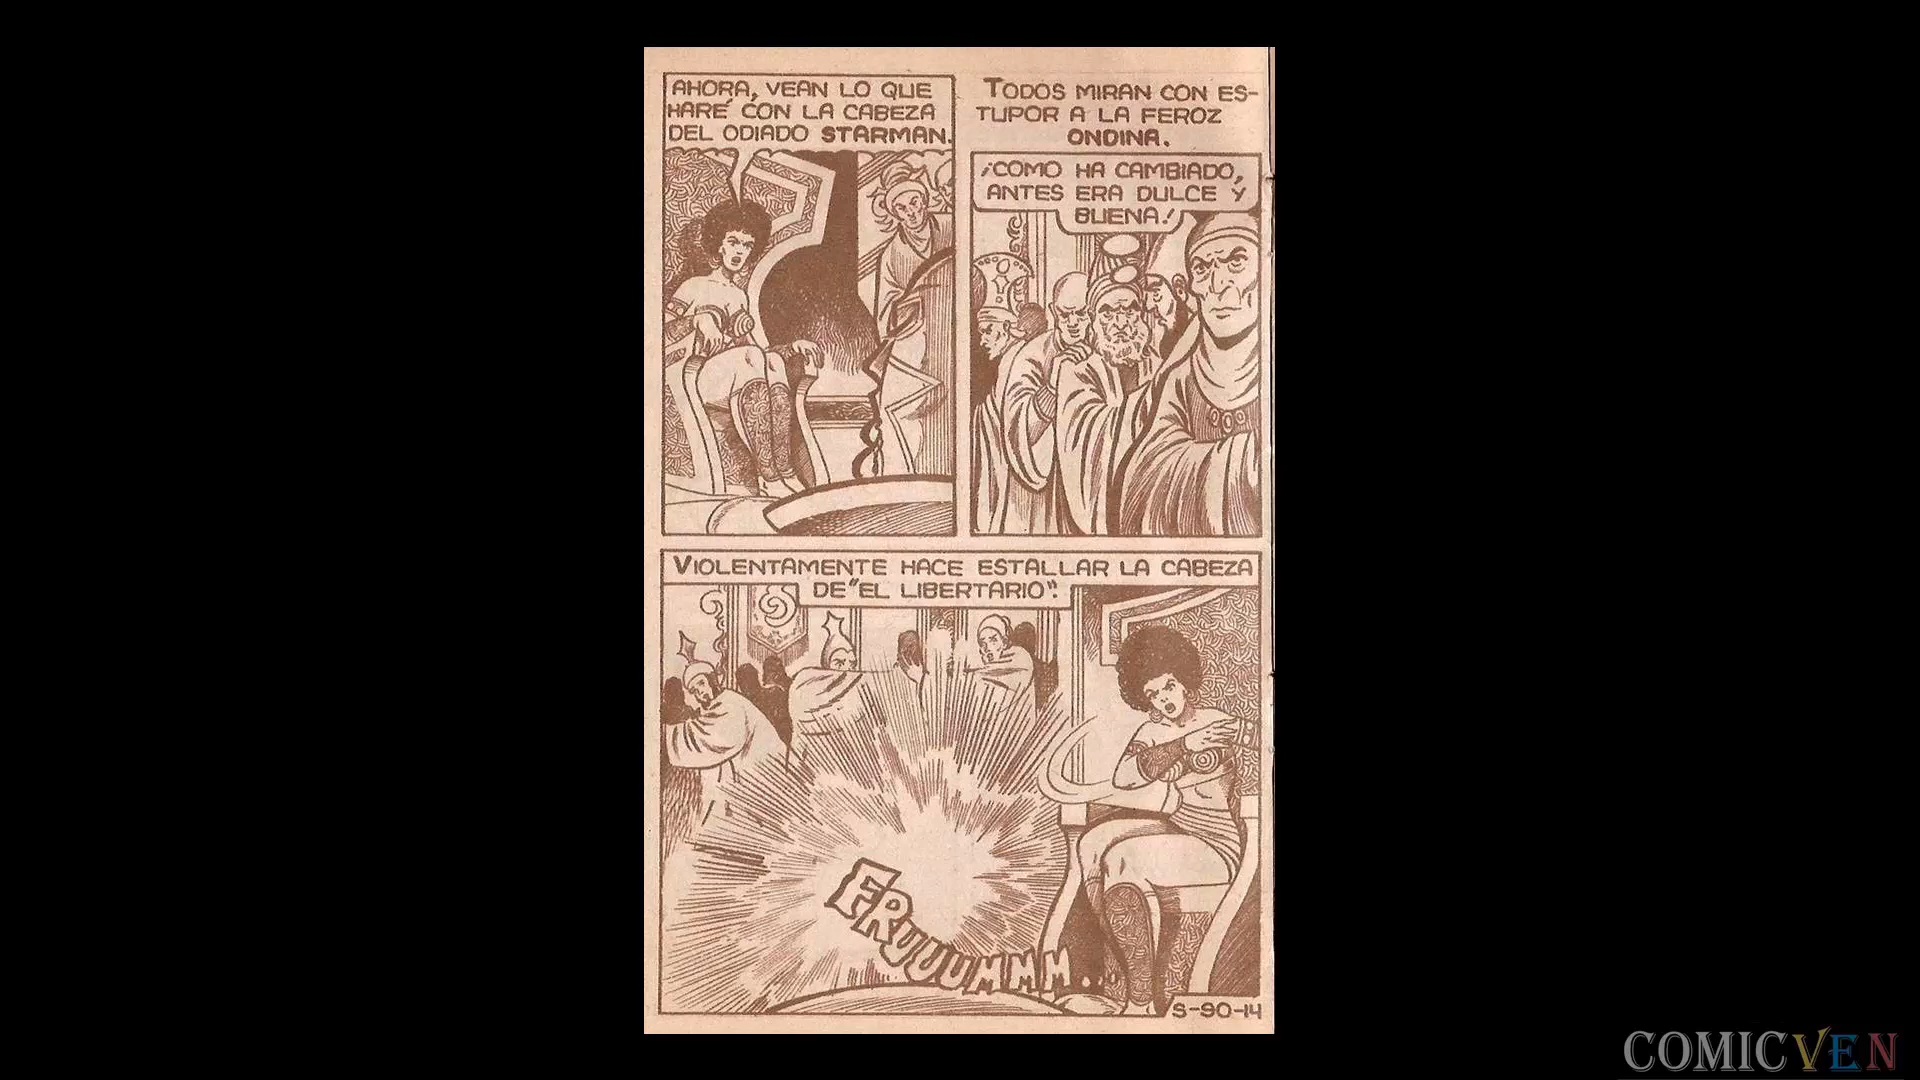 AHORA, VEAN LO QUE
HARÉ CON LA CABEZA
DEL ODIADO STARMAN.
TODOS MIRAN CON ES-
TUPOR A LA FEROZ
ONDINA.
¡COMO HA CAMBIADO,
ANTES ERA DULCE Y
BUENA!
VIOLENTAMENTE HACE ESTALLAR LA CABEZA
DE "EL LIBERTARIO".
FRUUUMMM...
S-90-14
COMICVEN